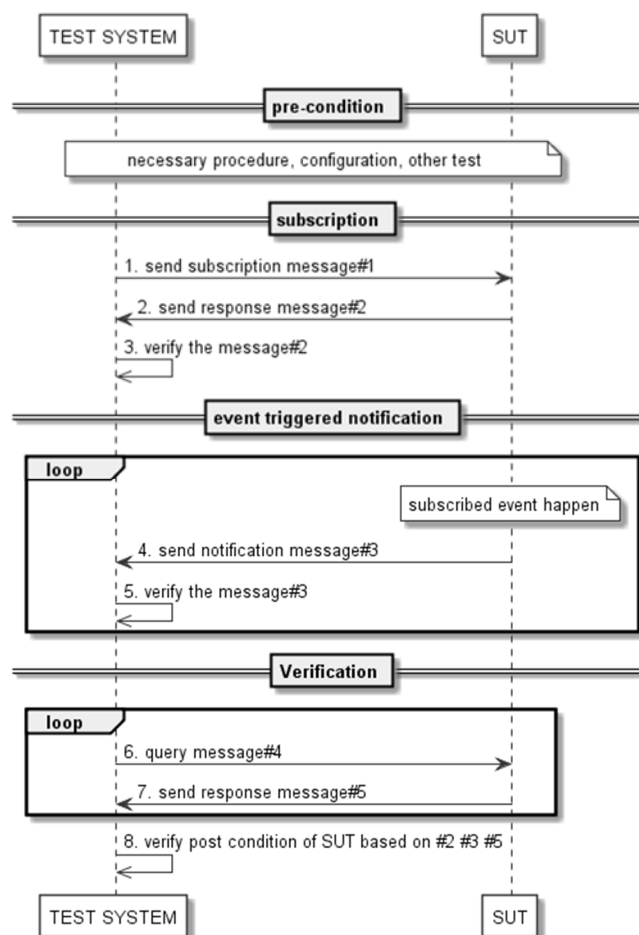 TEST SYSTEM
SUT
pre-condition
necessary procedure, configuration, other test
subscription
1. send subscription message#1
2. send response message#2
3. verify the message#2
event triggered notification
loop
subscribed event happen
4. send notification message#3
5. verify the message#3
Verification
loop
6. query message#4
7. send response message#5
8. verify post condition of SUT based on #2 #3 #5
TEST SYSTEM
SUT